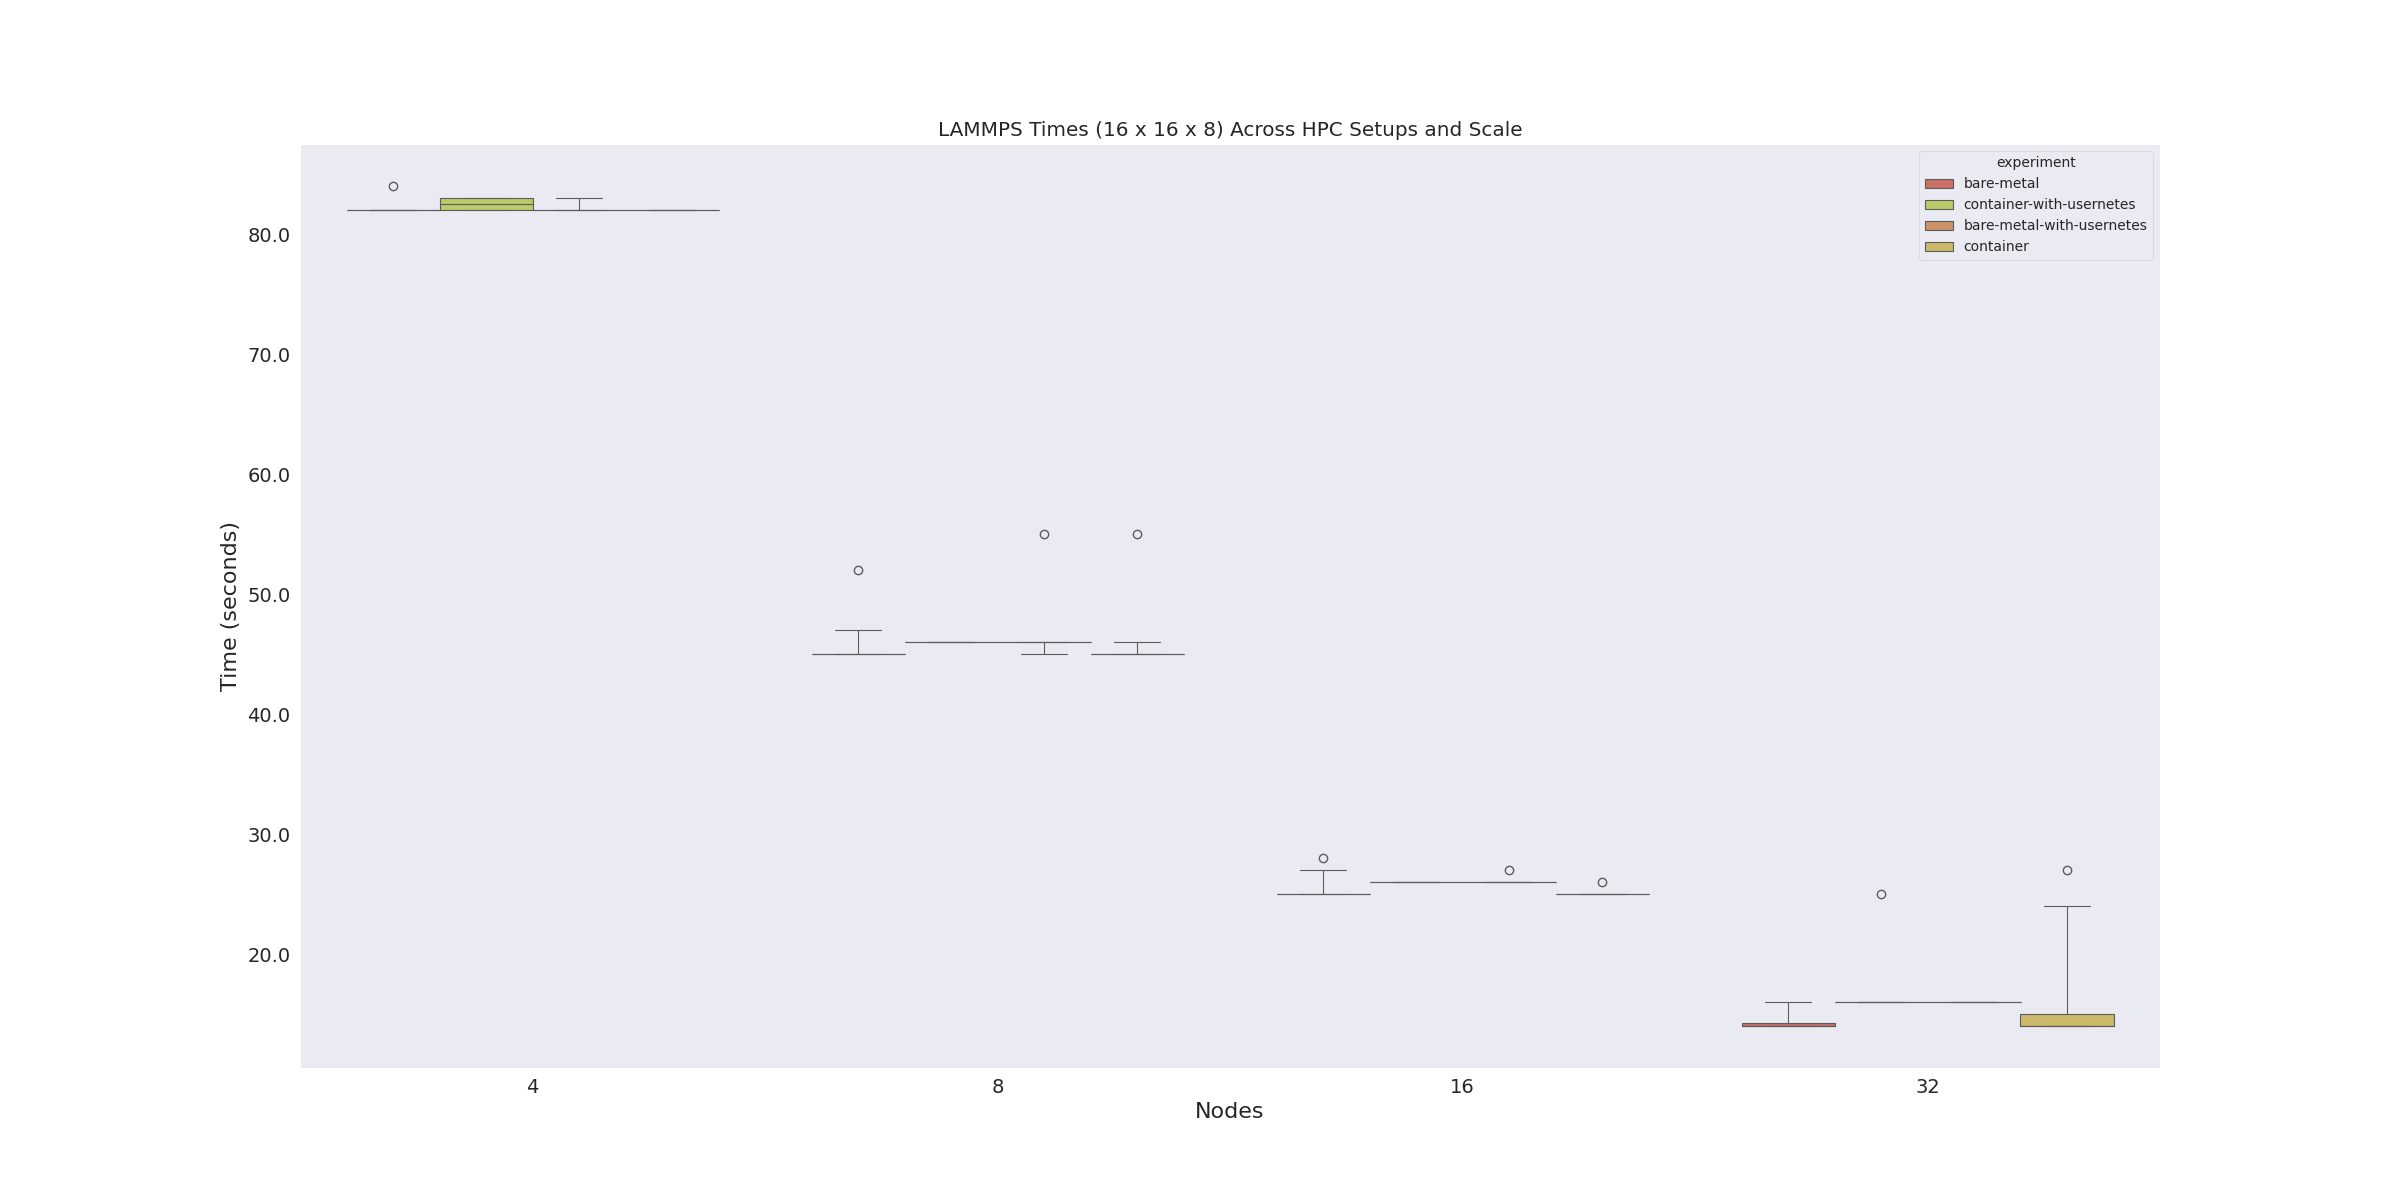 LAMMPS Times (16 x 16 x 8) Across HPC Setups and Scale
experiment
bare-metal
container-with-usernetes
bare-metal-with-usernetes
container
Time (seconds)
80.0
70.0
60.0
50.0
40.0
30.0
20.0
4 8 16 32
Nodes